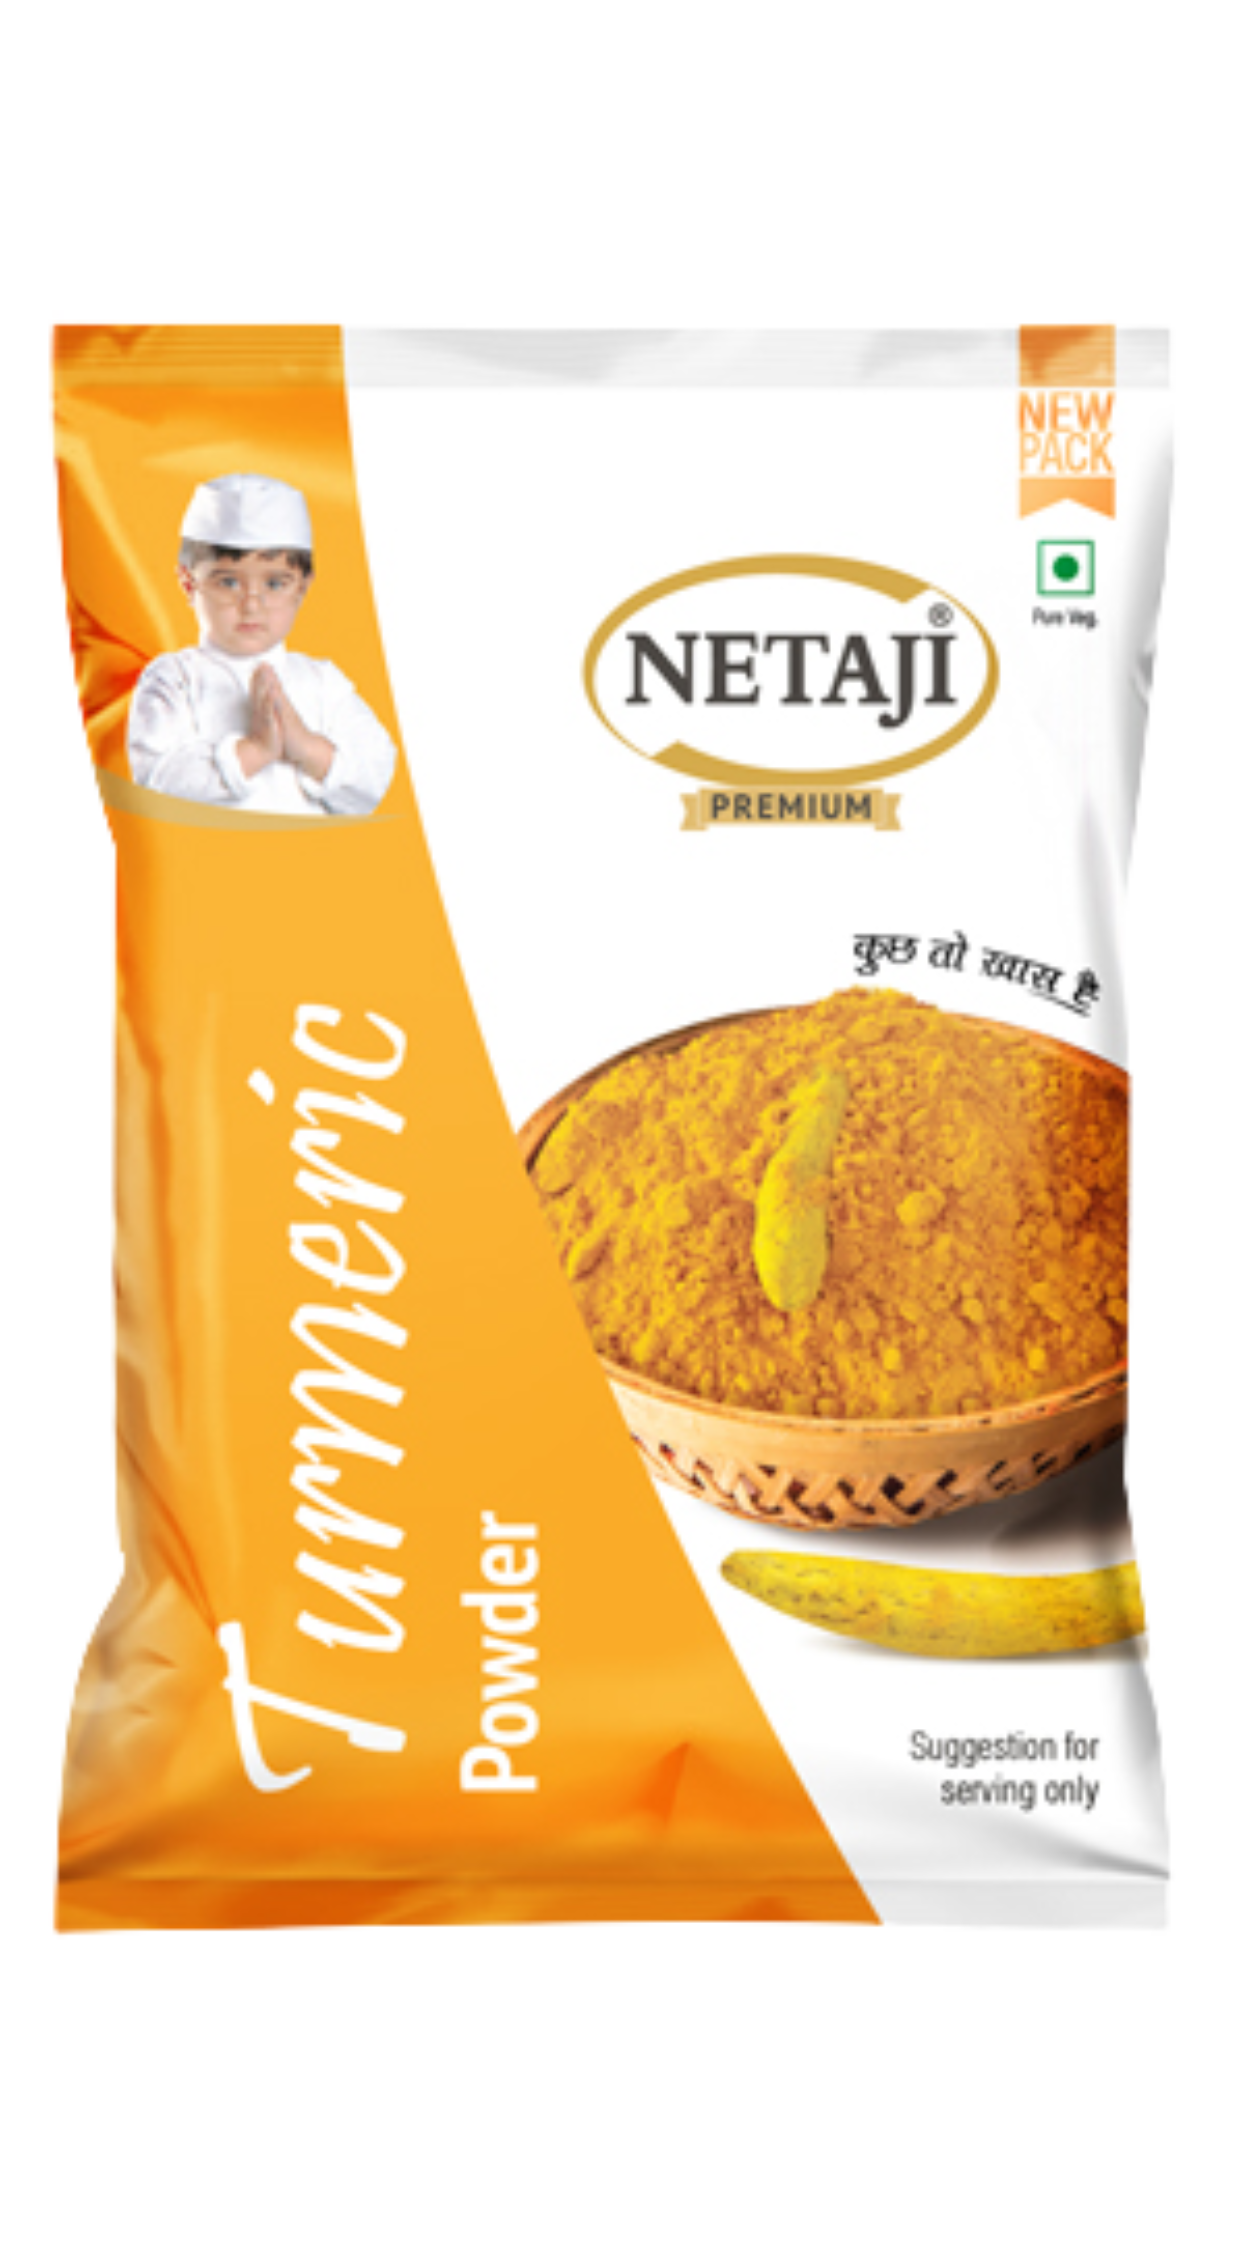 NEW
PACK
Pure Veg.
NETAJI®
PREMIUM
कुछ तो खास है
Turmeric
Powder
Suggestion for
serving only